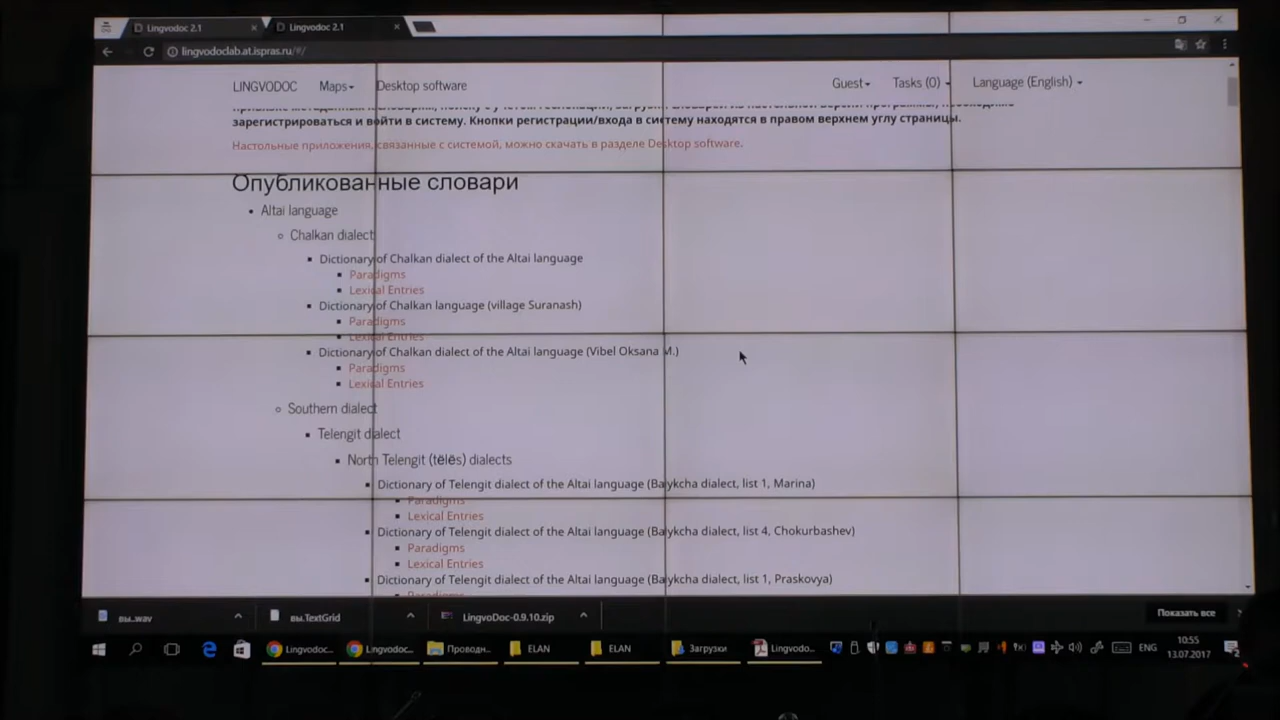 Lingvodoc 2.1
Lingvodoc 2.1
lingvodoclab.at.ispras.ru/#/
LINGVODOC Maps Desktop software Guest Tasks (0) Language (English)
зарегистрироваться и войти в систему. Кнопки регистрации/входа в систему находятся в правом верхнем углу страницы.
Настольные приложения, связанные с системой, можно скачать в разделе Desktop software.
Опубликованные словари
Altai language
Chalkan dialect
Dictionary of Chalkan dialect of the Altai language
Paradigms
Lexical Entries
Dictionary of Chalkan language (village Suranash)
Paradigms
Lexical Entries
Dictionary of Chalkan dialect of the Altai language (Vibel Oksana M.)
Paradigms
Lexical Entries
Southern dialect
Telengit dialect
North Telengit (tëlës) dialects
Dictionary of Telengit dialect of the Altai language (Balykcha dialect, list 1, Marina)
Paradigms
Lexical Entries
Dictionary of Telengit dialect of the Altai language (Balykcha dialect, list 4, Chokurbashev)
Paradigms
Lexical Entries
Dictionary of Telengit dialect of the Altai language (Balykcha dialect, list 1, Praskovya)
вы.wav вы.TextGrid LingvoDoc-0.9.10.zip Показать все
Lingvodoc... Lingvodoc... Проводн... ELAN ELAN Загрузки Lingvodo... ENG 10:55
13.07.2017 2